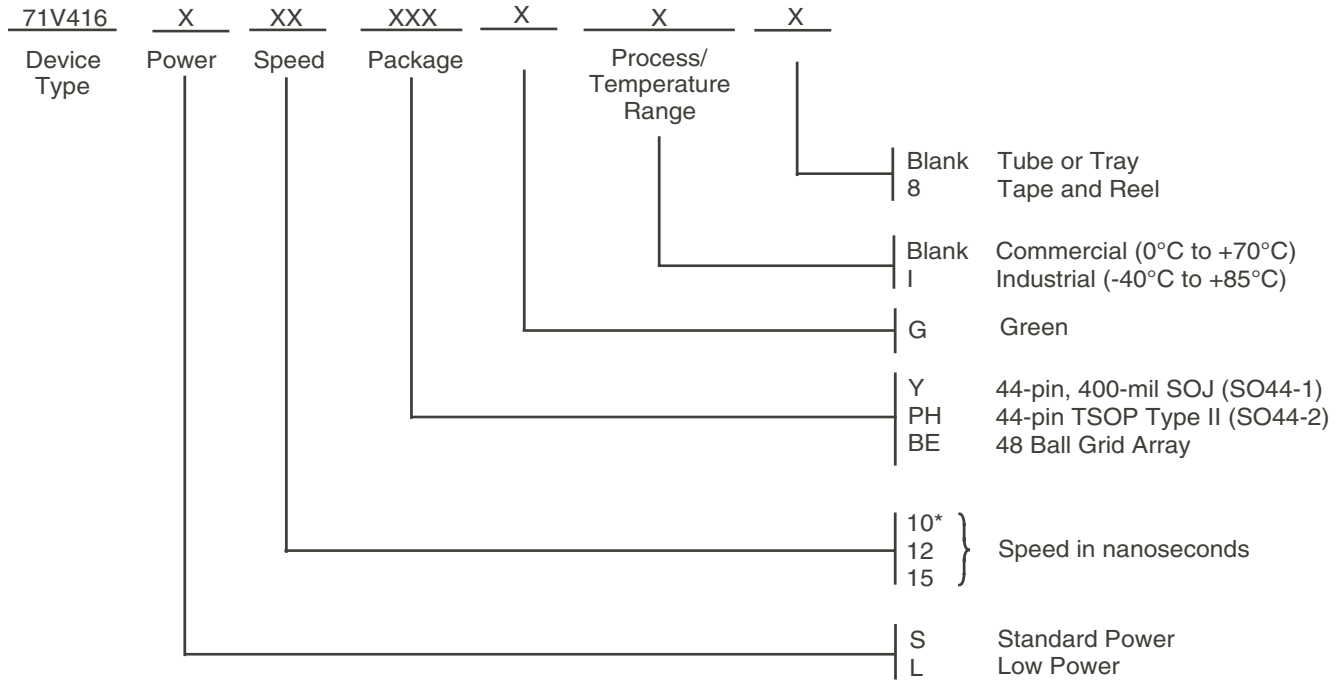 71V416 X XX XXX X X X
Device Type
Power
Speed
Package
Process/
Temperature
Range
Blank Tube or Tray
8 Tape and Reel
Blank Commercial (0°C to +70°C)
I Industrial (-40°C to +85°C)
G Green
Y 44-pin, 400-mil SOJ (SO44-1)
PH 44-pin TSOP Type II (SO44-2)
BE 48 Ball Grid Array
10*
12 Speed in nanoseconds
15
S Standard Power
L Low Power